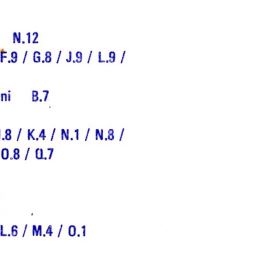 N.12
F.9 / G.8 / J.9 / L.9 /
ni B.7
.8 / K.4 / N.1 / N.8 /
O.8 / Q.7
L.6 / M.4 / O.1